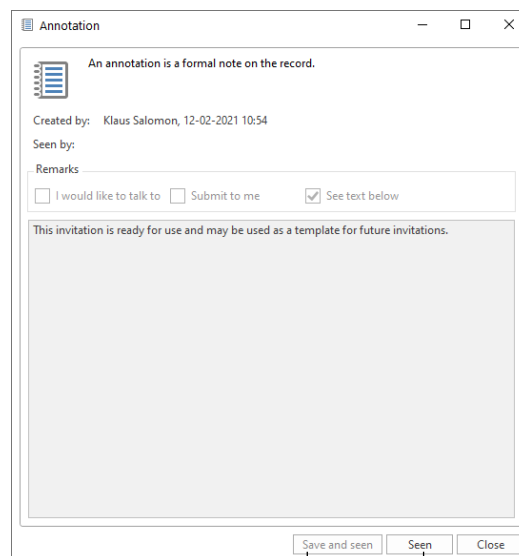 Annotation
An annotation is a formal note on the record.
Created by: Klaus Salomon, 12-02-2021 10:54
Seen by:
Remarks
I would like to talk to Submit to me See text below
This invitation is ready for use and may be used as a template for future invitations.
Save and seen Seen Close